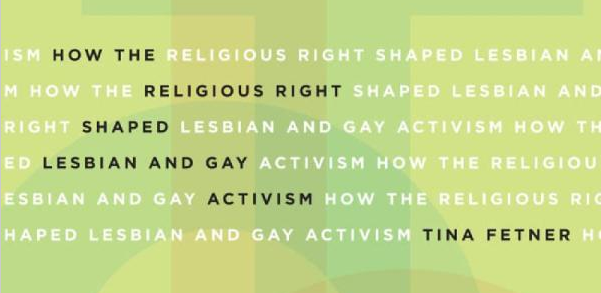 ISM HOW THE RELIGIOUS RIGHT SHAPED LESBIAN A
M HOW THE RELIGIOUS RIGHT SHAPED LESBIAN AND
RIGHT SHAPED LESBIAN AND GAY ACTIVISM HOW TH
ED LESBIAN AND GAY ACTIVISM HOW THE RELIGIOU
ESBIAN AND GAY ACTIVISM HOW THE RELIGIOUS RI
HAPED LESBIAN AND GAY ACTIVISM TINA FETNER H